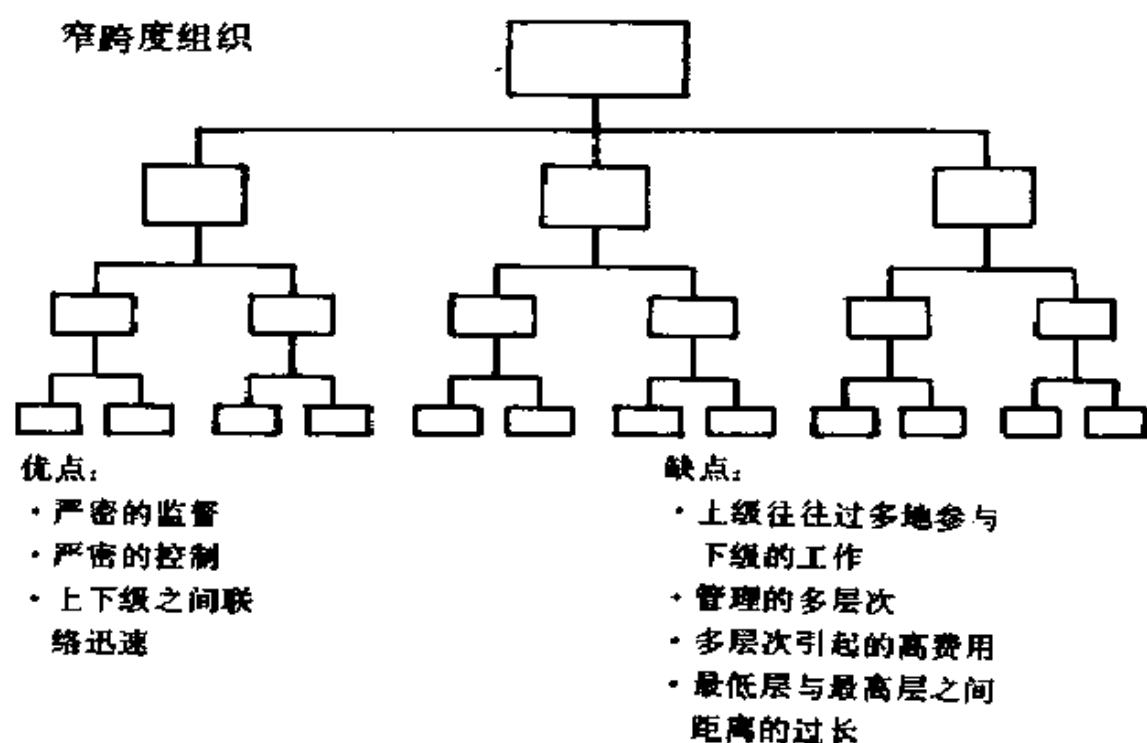 窄跨度组织
优点:
·严密的监督
·严密的控制
·上下级之间联
络迅速
缺点:
·上级往往过多地参与
下级的工作
·管理的多层次
·多层次引起的高费用
·最低层与最高层之间
距离的过长